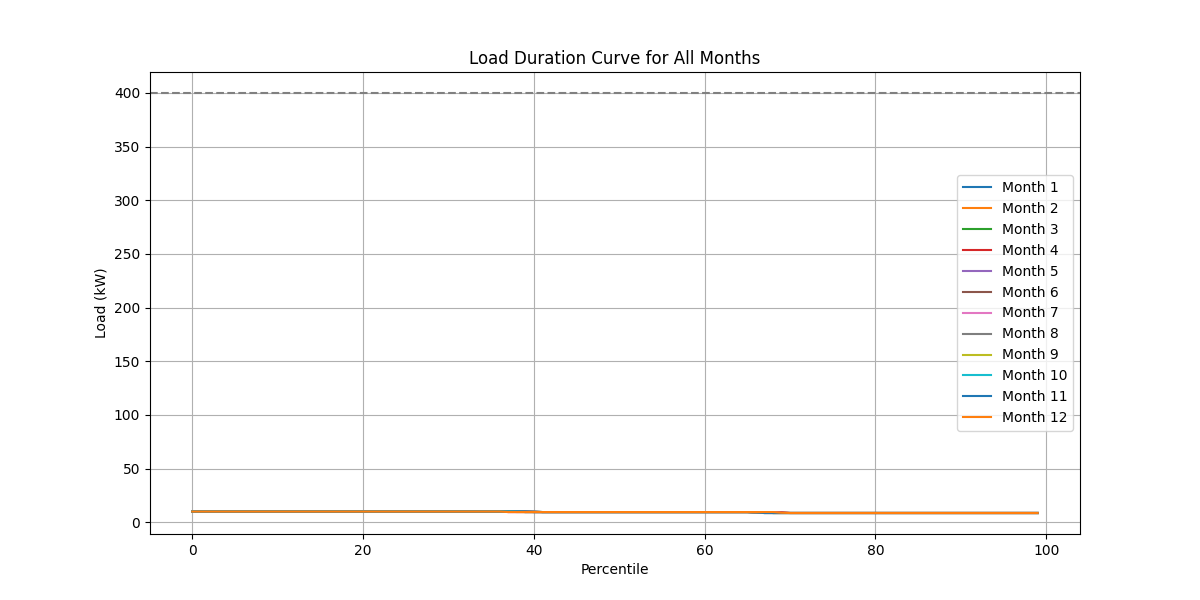 Load Duration Curve for All Months
400
350
300
250
200
150
100
50
0
Load (kW)
Month 1
Month 2
Month 3
Month 4
Month 5
Month 6
Month 7
Month 8
Month 9
Month 10
Month 11
Month 12
0 20 40 60 80 100
Percentile